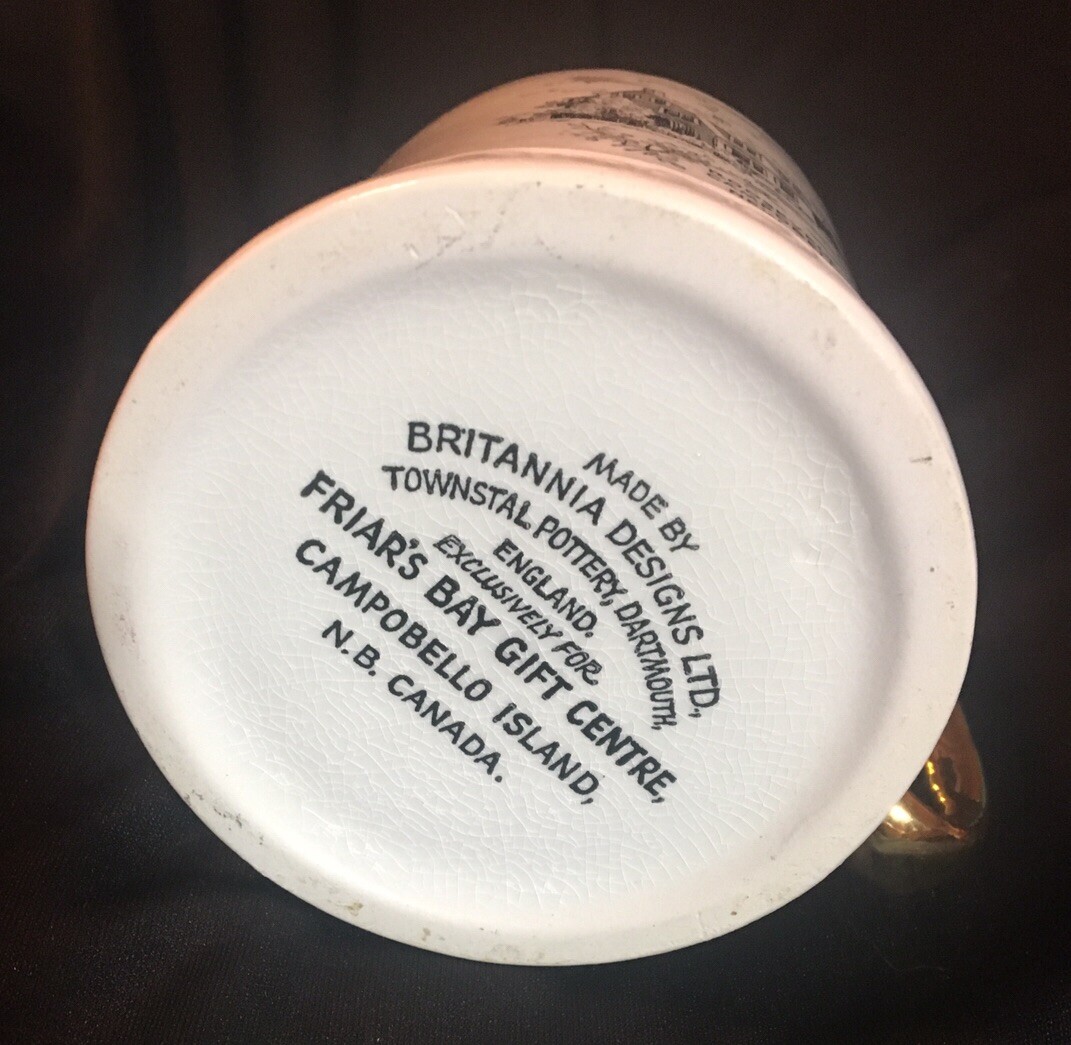 MADE BY
BRITANNIA DESIGNS LTD.,
TOWNSTAL POTTERY, DARTMOUTH,
ENGLAND.
EXCLUSIVELY FOR
FRIAR'S BAY GIFT CENTRE,
CAMPOBELLO ISLAND,
N.B. CANADA.